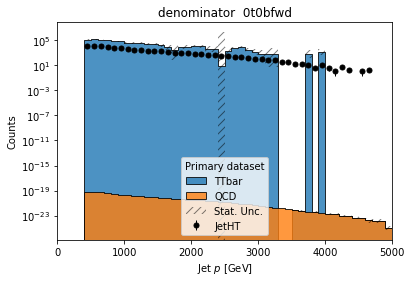 denominator 0t0bfwd
Counts
10^5
10^1
10^-3
10^-7
10^-11
10^-15
10^-19
10^-23
Primary dataset
TTbar
QCD
Stat. Unc.
JetHT
0 1000 2000 3000 4000 5000
Jet p [GeV]